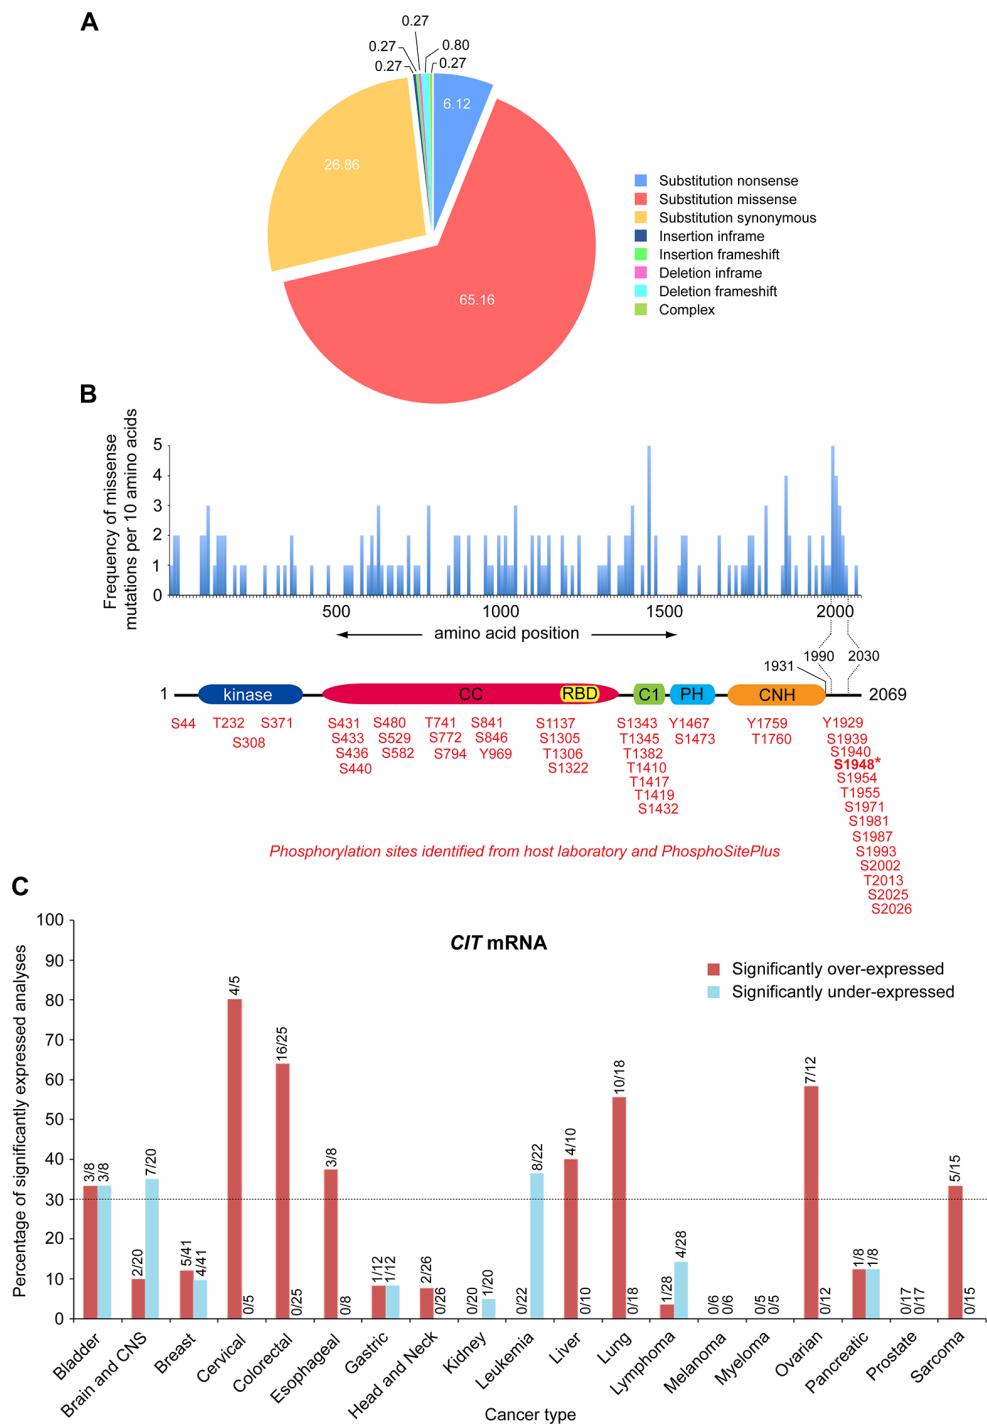 A
0.27
0.27
0.80
0.27
0.27
6.12
26.86
65.16
Substitution nonsense
Substitution missense
Substitution synonymous
Insertion inframe
Insertion frameshift
Deletion inframe
Deletion frameshift
Complex
B
Frequency of missense
mutations per 10 amino acids
5
4
3
2
1
0
500
1000
1500
2000
amino acid position
1990
2030
1931
1
kinase
CC
RBD
C1
PH
CNH
2069
S44
T232
S371
S308
S431
S433
S436
S440
S480
S529
S582
T741
S772
S794
S841
S846
Y969
S1137
S1305
T1306
S1322
S1343
T1345
T1382
T1410
T1417
T1419
S1432
Y1467
S1473
Y1759
T1760
Y1929
S1939
S1940
S1948*
S1954
T1955
S1971
S1981
S1987
S1993
S2002
T2013
S2025
S2026
Phosphorylation sites identified from host laboratory and PhosphoSitePlus
C
CIT mRNA
Significantly over-expressed
Significantly under-expressed
Percentage of significantly expressed analyses
100
90
80
70
60
50
40
30
20
10
0
3/8
3/8
2/20
7/20
5/41
4/41
4/5
0/5
16/25
0/25
3/8
0/8
1/12
1/12
2/26
0/26
0/20
1/20
0/22
8/22
4/10
0/10
10/18
0/18
1/28
4/28
0/6
0/6
0/5
0/5
7/12
0/12
1/8
1/8
0/17
0/17
5/15
0/15
Bladder
Brain and CNS
Breast
Cervical
Colorectal
Esophageal
Gastric
Head and Neck
Kidney
Leukemia
Liver
Lung
Lymphoma
Melanoma
Myeloma
Ovarian
Pancreatic
Prostate
Sarcoma
Cancer type